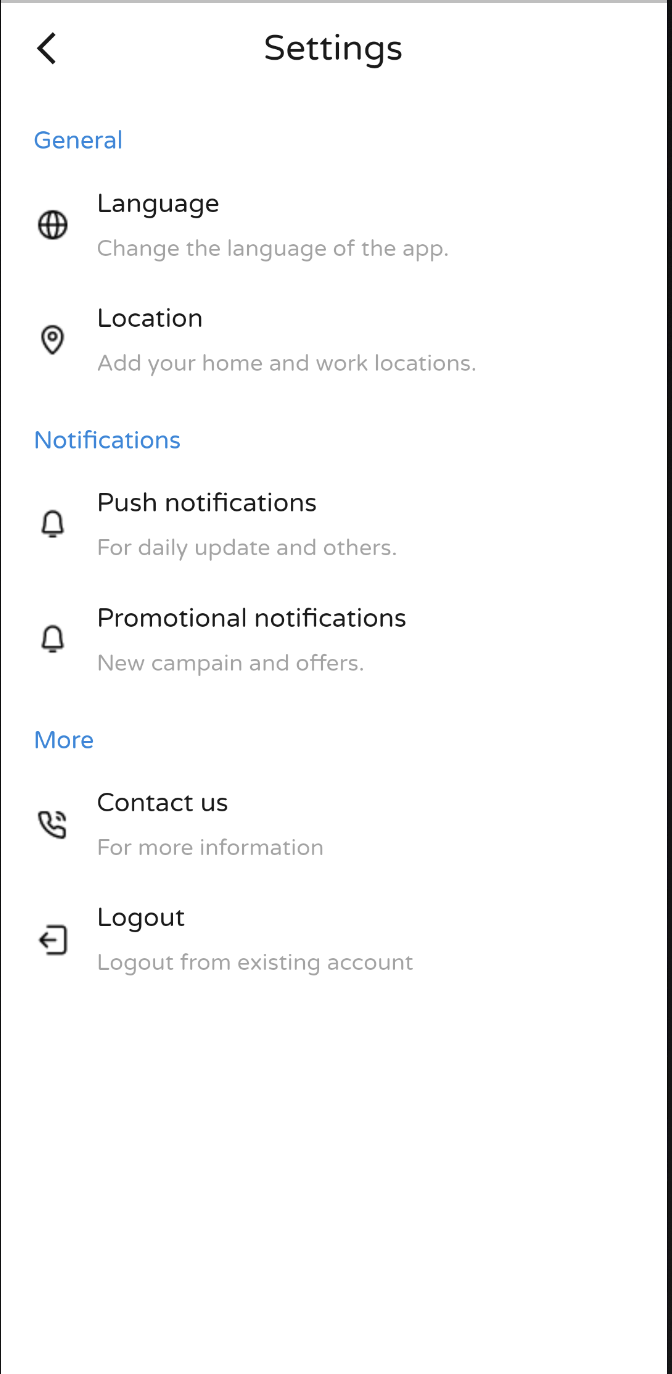 Settings
General
Language
Change the language of the app.
Location
Add your home and work locations.
Notifications
Push notifications
For daily update and others.
Promotional notifications
New campain and offers.
More
Contact us
For more information
Logout
Logout from existing account